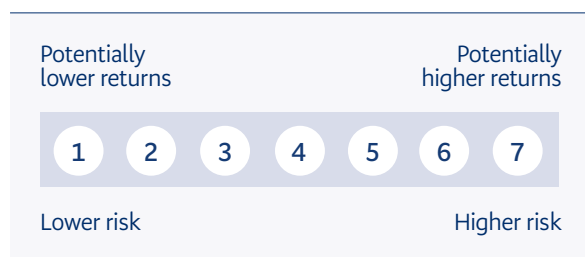 Potentially
lower returns
Potentially
higher returns
1 2 3 4 5 6 7
Lower risk
Higher risk